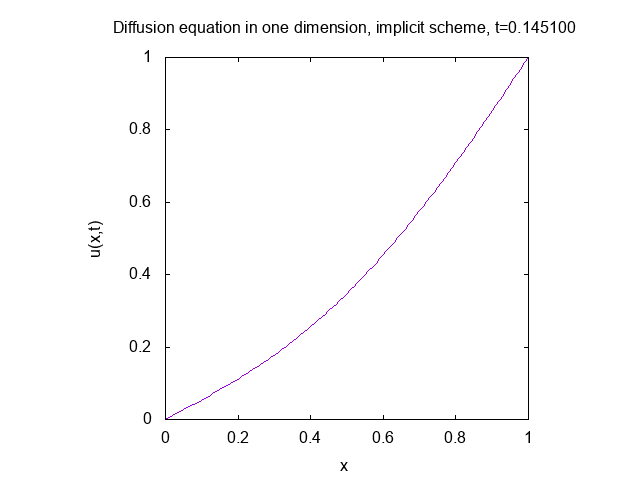 Diffusion equation in one dimension, implicit scheme, t=0.145100
1
0.8
0.6
0.4
0.2
0
u(x,t)
0 0.2 0.4 0.6 0.8 1
x